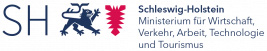 SH
Schleswig-Holstein
Ministerium für Wirtschaft,
Verkehr, Arbeit, Technologie
und Tourismus